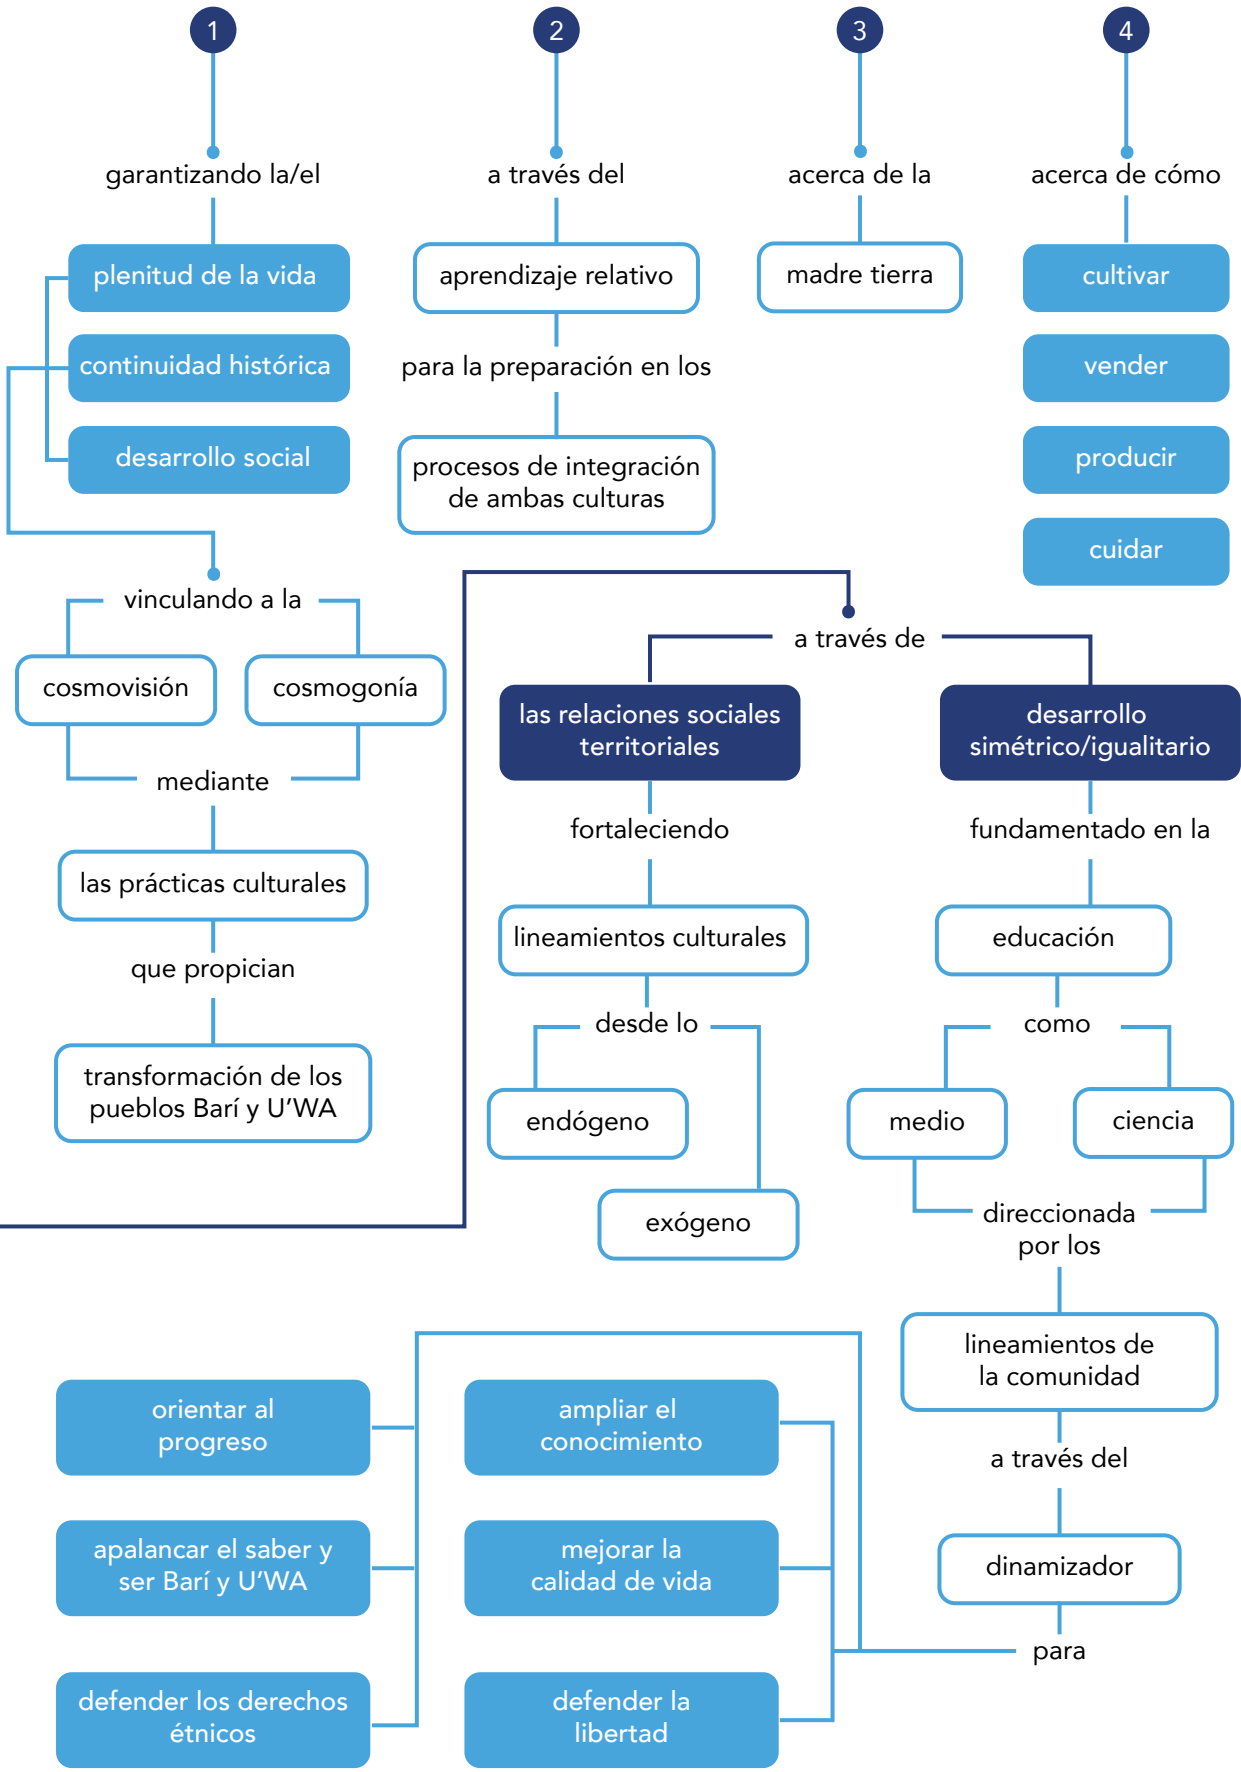 1
garantizando la/el
plenitud de la vida
continuidad histórica
desarrollo social
vinculando a la
cosmovisión
cosmogonía
mediante
las prácticas culturales
que propician
transformación de los
pueblos Barí y U’WA
2
a través del
aprendizaje relativo
para la preparación en los
procesos de integración
de ambas culturas
3
acerca de la
madre tierra
4
acerca de cómo
cultivar
vender
producir
cuidar
a través de
las relaciones sociales
territoriales
fortaleciendo
lineamientos culturales
desde lo
endógeno
exógeno
desarrollo
simétrico/igualitario
fundamentado en la
educación
como
medio
ciencia
direccionada
por los
lineamientos de
la comunidad
a través del
dinamizador
para
orientar al
progreso
apalancar el saber y
ser Barí y U’WA
defender los derechos
étnicos
ampliar el
conocimiento
mejorar la
calidad de vida
defender la
libertad